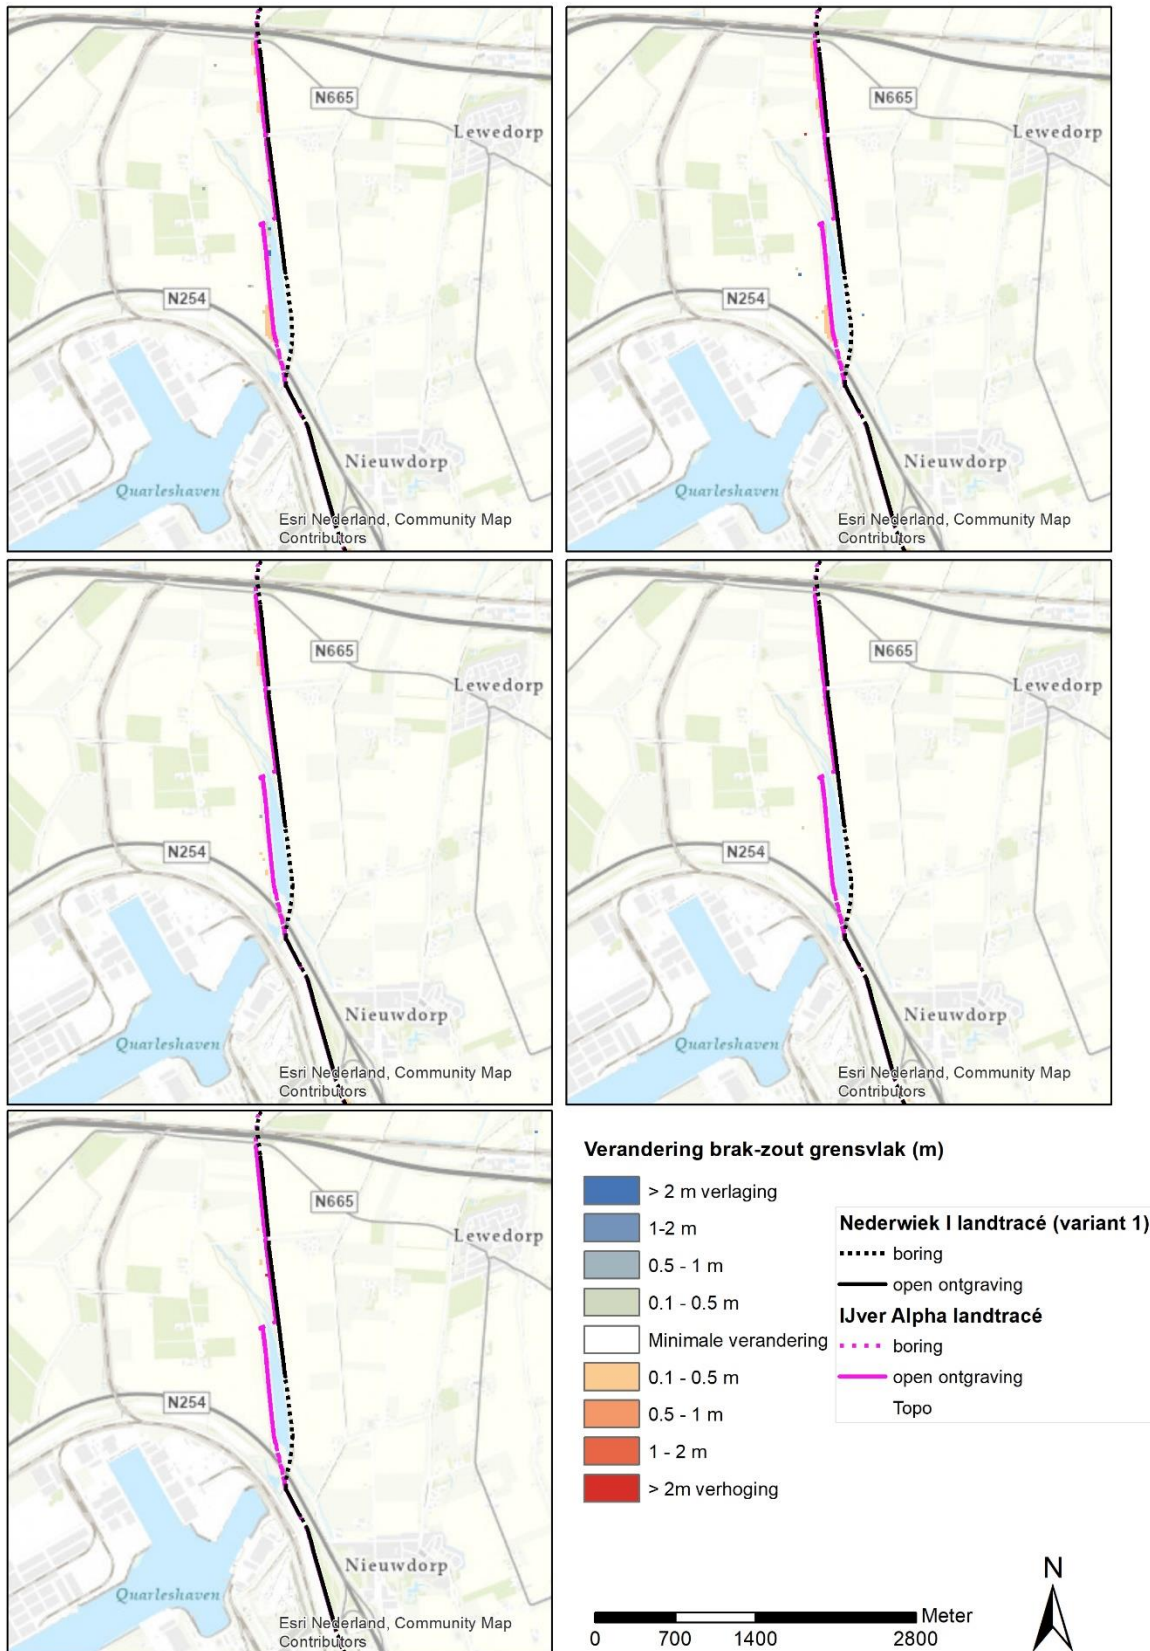 N665
Lewedorp
N254
Nieuwdorp
Quarleshaven
Esri Nederland, Community Map
Contributors
N665
Lewedorp
N254
Nieuwdorp
Quarleshaven
Esri Nederland, Community Map
Contributors
N665
Lewedorp
N254
Nieuwdorp
Quarleshaven
Esri Nederland, Community Map
Contributors
N665
Lewedorp
N254
Nieuwdorp
Quarleshaven
Esri Nederland, Community Map
Contributors
N665
Lewedorp
N254
Nieuwdorp
Quarleshaven
Esri Nederland, Community Map
Contributors
Verandering brak-zout grensvlak (m)
> 2 m verlaging
1-2 m
0.5 - 1 m
0.1 - 0.5 m
Minimale verandering
0.1 - 0.5 m
0.5 - 1 m
1 - 2 m
> 2m verhoging
Nederwiek I landtracé (variant 1)
boring
open ontgraving
IJver Alpha landtracé
boring
open ontgraving
Topo
N
Meter
0 700 1400 2800